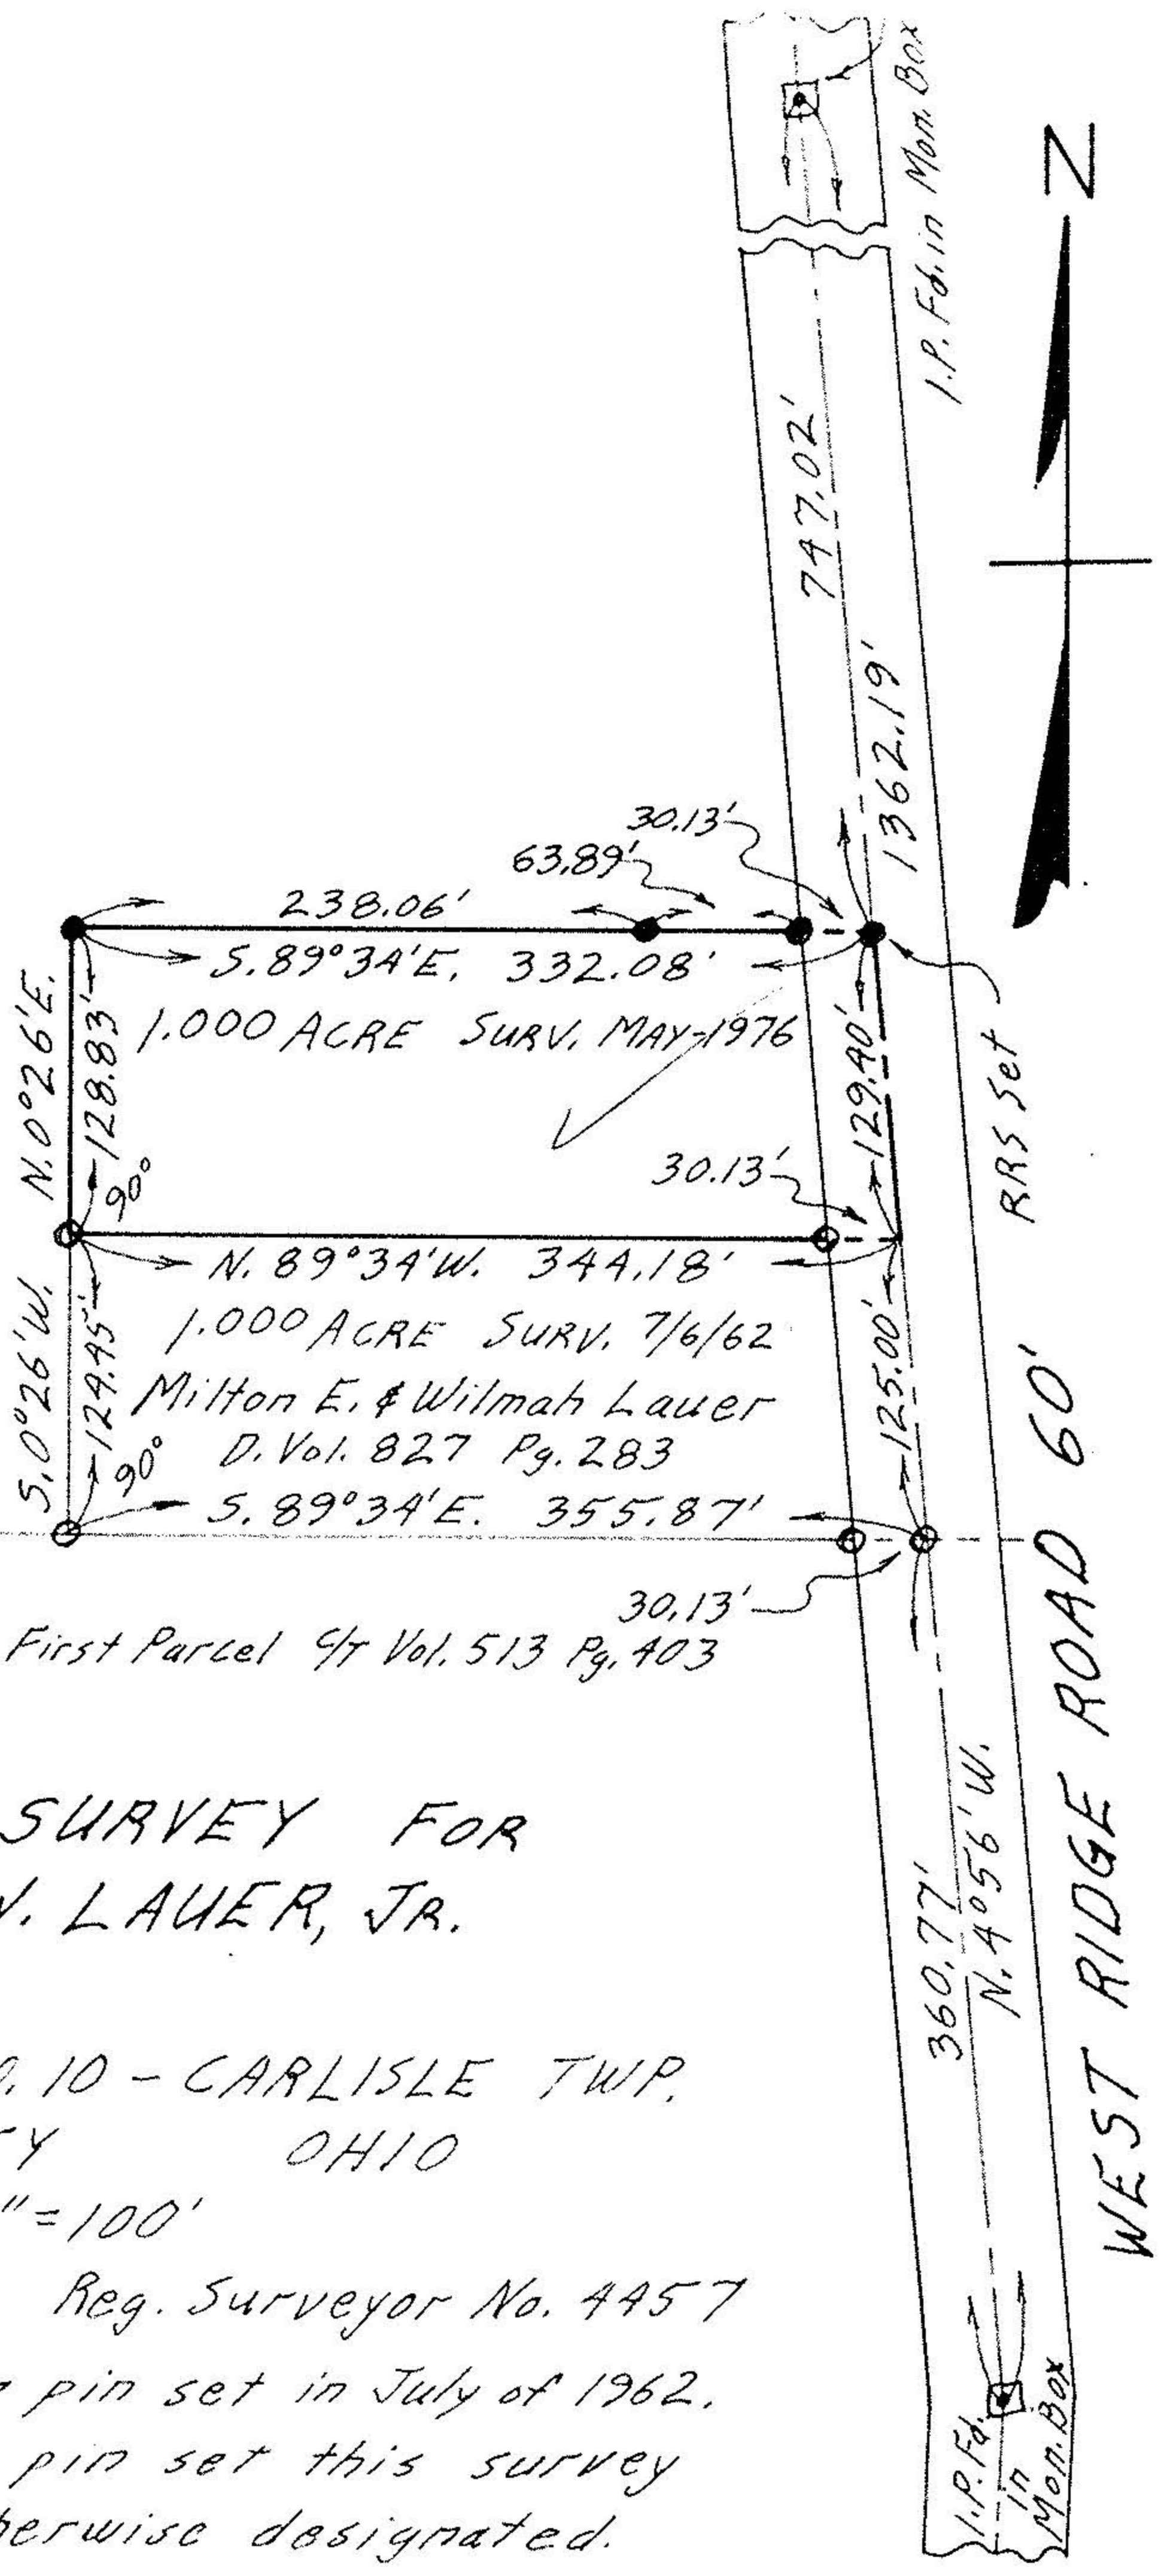 I.P. Fd. in Mon. Box
N
747.02'
1362.19'
30.13'
63.89'
238.06'
S. 89°34'E. 332.08'
1.000 ACRE SURV. MAY-1976
N. 0°26'E.
128.83'
90°
129.40'
RRS Set
30.13'
N. 89°34'W. 344.18'
1.000 ACRE SURV. 7/6/62
Milton E. & Wilmah Lauer
D. Vol. 827 Pg. 283
S. 0°26'W.
124.45'
90°
125.00'
S. 89°34'E. 355.87'
30.13'
First Parcel C/T Vol. 513 Pg. 403
WEST RIDGE ROAD 60'
360.77'
N. 4°56'W.
SURVEY FOR
LAUER, JR.
10 - CARLISLE TWP.
OHIO
"=100'
Reg. Surveyor No. 4457
pin set in July of 1962.
pin set this survey
designated.
I.P. Fd.
in
Mon. Box